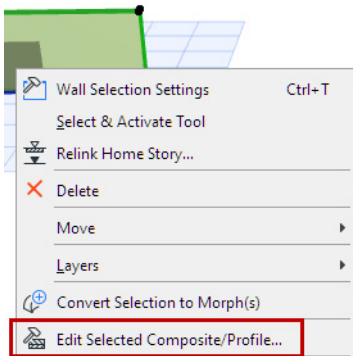 Wall Selection Settings Ctrl+T
Select & Activate Tool
Relink Home Story...
Delete
Move
Layers
Convert Selection to Morph(s)
Edit Selected Composite/Profile...